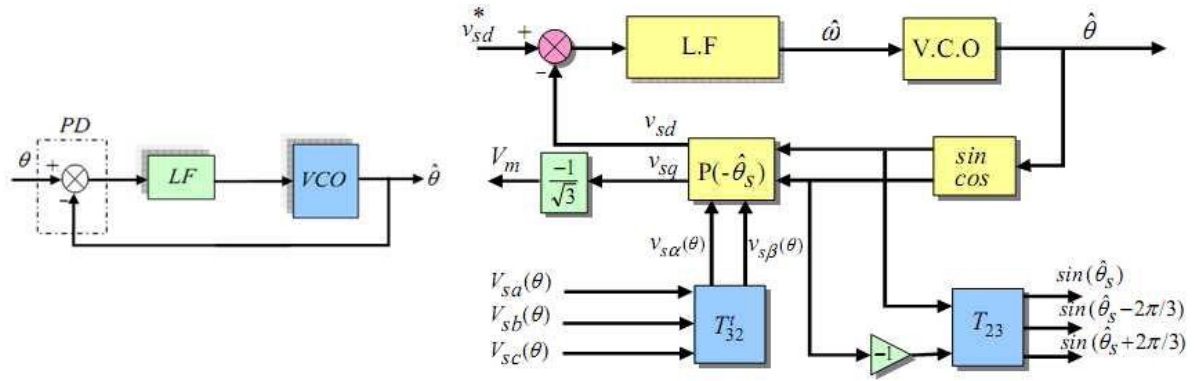 PD
θ
+
-
LF
VCO
θ̂
v*sd
+
-
L.F
ω̂
V.C.O
θ̂
vsd
vsq
Vm
-1
√3
P(-θ̂s)
sin
cos
vsα(θ)
vsβ(θ)
Vsa(θ)
Vsb(θ)
Vsc(θ)
Tᵗ32
-1
T23
sin(θ̂s)
sin(θ̂s-2π/3)
sin(θ̂s+2π/3)